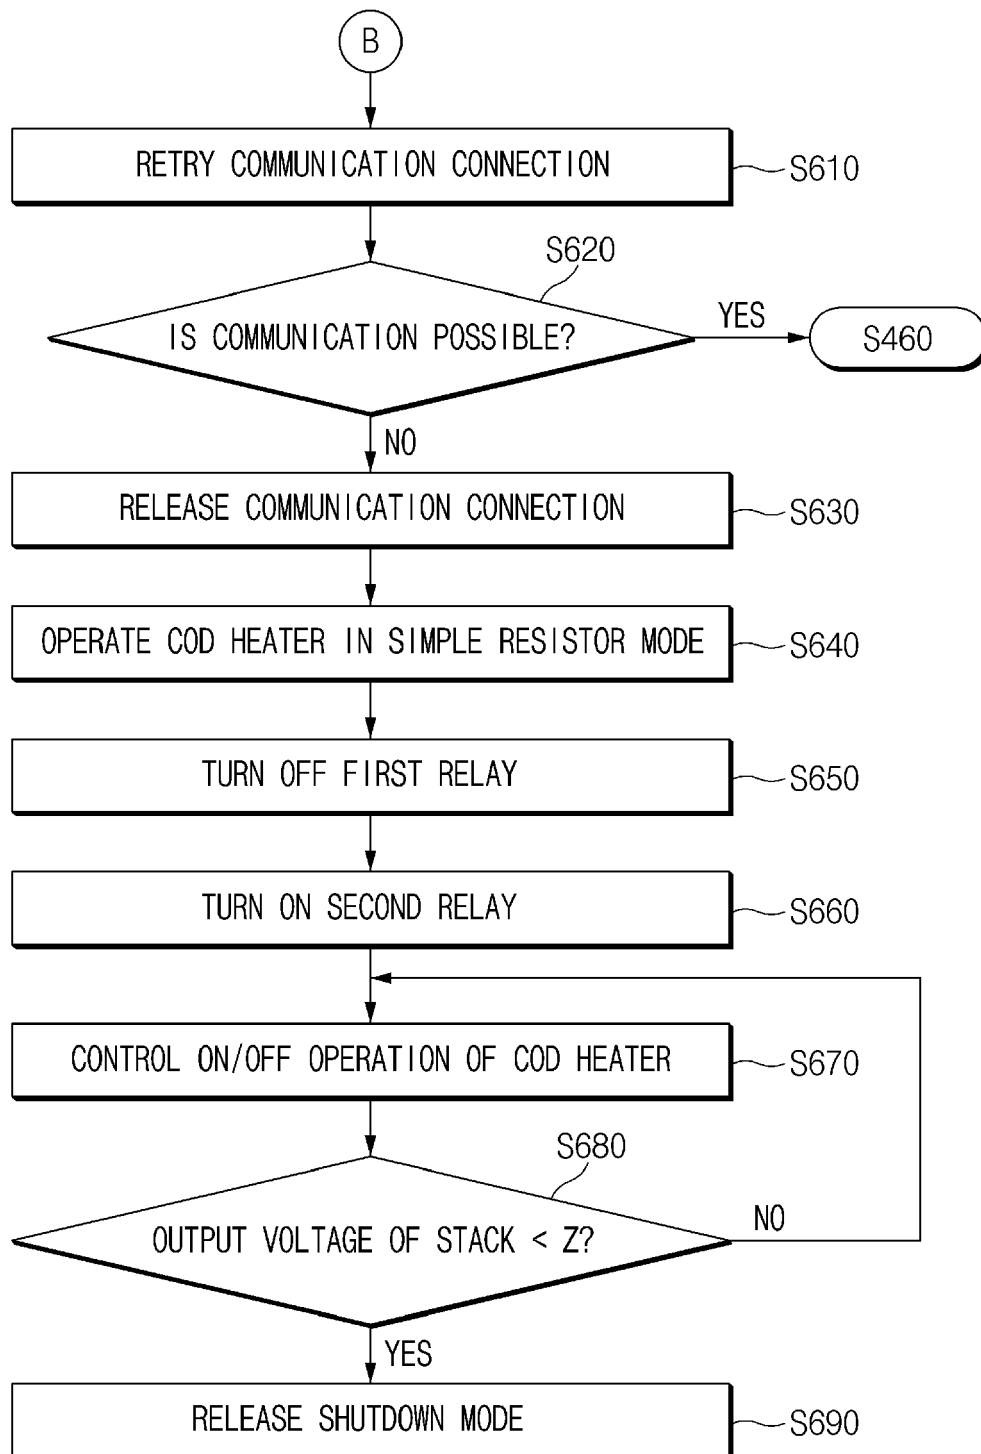 B
RETRY COMMUNICATION CONNECTION
S610
S620
IS COMMUNICATION POSSIBLE?
YES
S460
NO
RELEASE COMMUNICATION CONNECTION
S630
OPERATE COD HEATER IN SIMPLE RESISTOR MODE
S640
TURN OFF FIRST RELAY
S650
TURN ON SECOND RELAY
S660
CONTROL ON/OFF OPERATION OF COD HEATER
S670
S680
OUTPUT VOLTAGE OF STACK < Z?
NO
YES
RELEASE SHUTDOWN MODE
S690